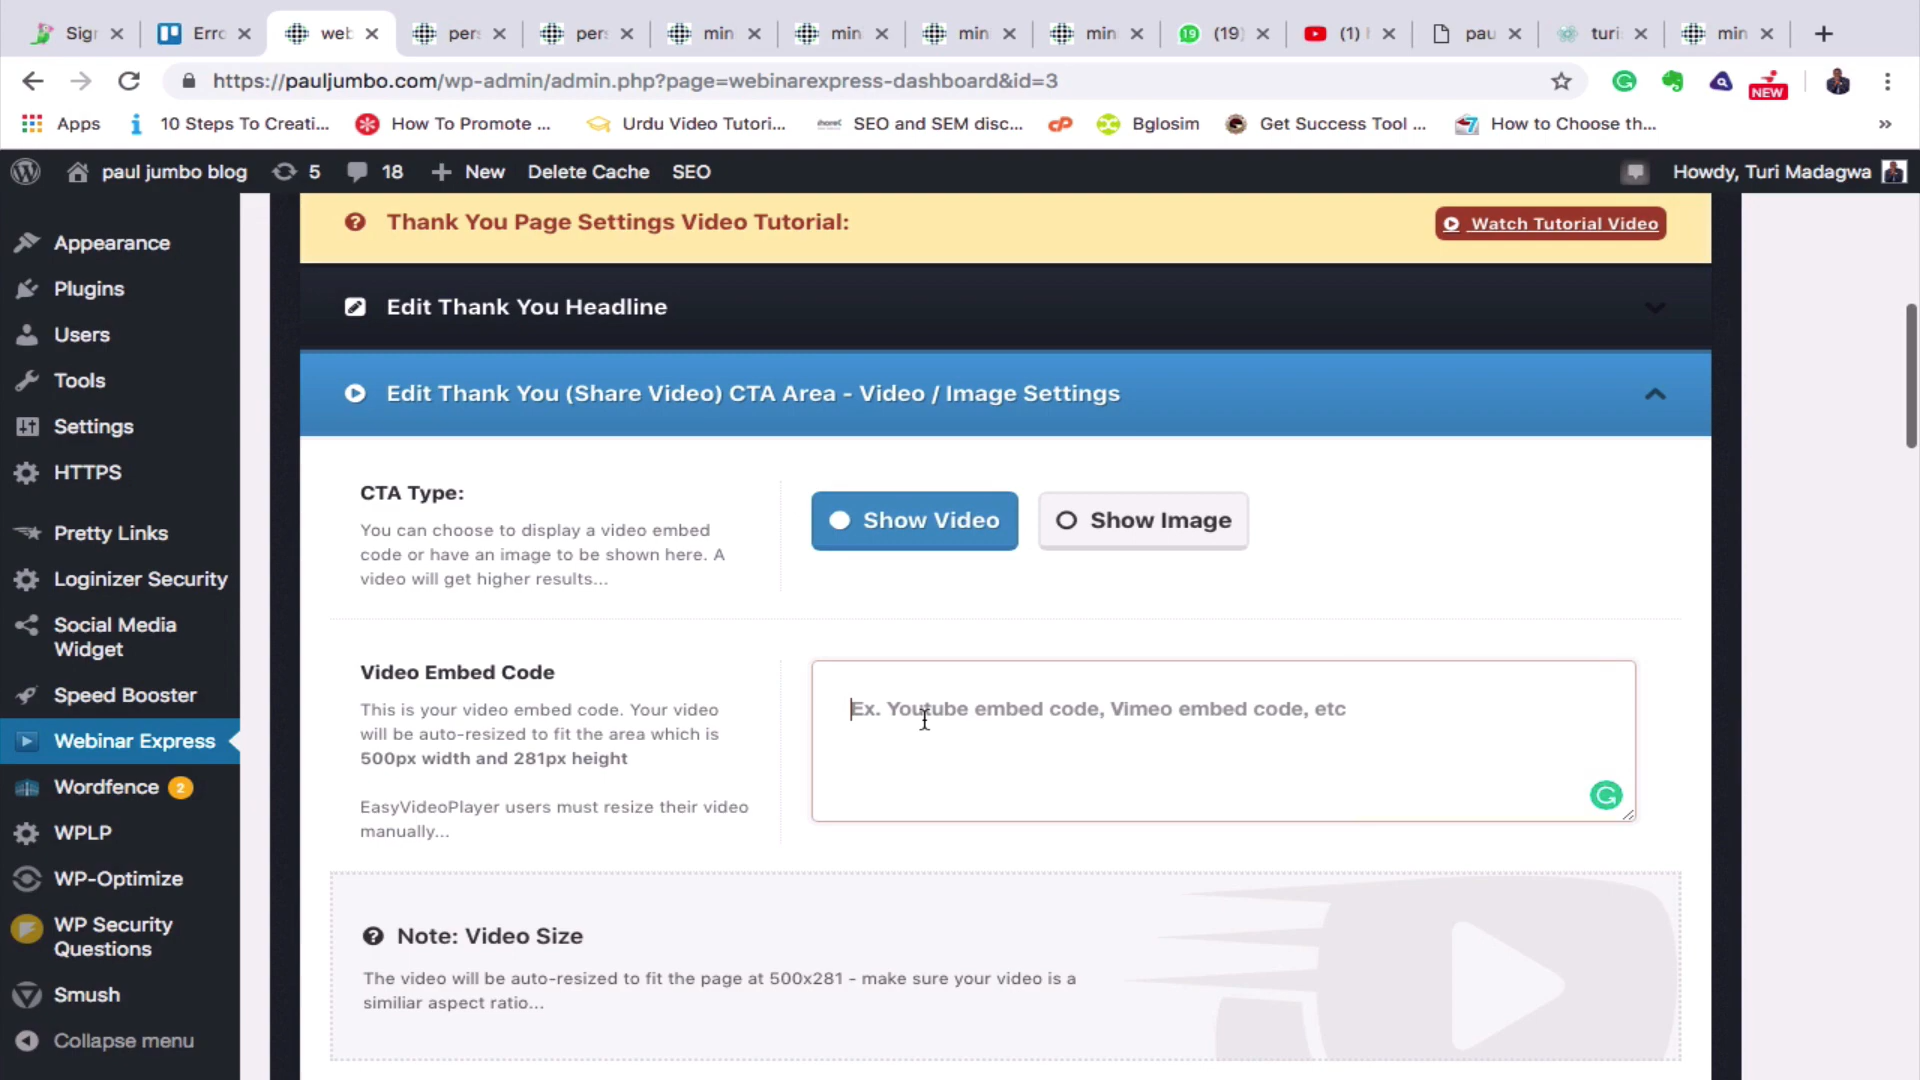 Sign
Erro
web
pers
pers
min
min
min
min
19
(19)
(1)
pau
turi
min
https://pauljumbo.com/wp-admin/admin.php?page=webinarexpress-dashboard&id=3
NEW
Apps
10 Steps To Creati...
How To Promote ...
Urdu Video Tutori...
SEO and SEM disc...
cP
Bglosim
Get Success Tool ...
How to Choose th...
»
paul jumbo blog
5
18
New
Delete Cache
SEO
Howdy, Turi Madagwa
Appearance
Plugins
Users
Tools
Settings
HTTPS
Pretty Links
Loginizer Security
Social Media
Widget
Speed Booster
Webinar Express
Wordfence 2
WPLP
WP-Optimize
WP Security
Questions
Smush
Collapse menu
Thank You Page Settings Video Tutorial:
Watch Tutorial Video
Edit Thank You Headline
Edit Thank You (Share Video) CTA Area - Video / Image Settings
CTA Type:
You can choose to display a video embed
code or have an image to be shown here. A
video will get higher results...
Show Video
Show Image
Video Embed Code
This is your video embed code. Your video
will be auto-resized to fit the area which is
500px width and 281px height
EasyVideoPlayer users must resize their video
manually...
Ex. Youtube embed code, Vimeo embed code, etc
Note: Video Size
The video will be auto-resized to fit the page at 500x281 - make sure your video is a
similiar aspect ratio...